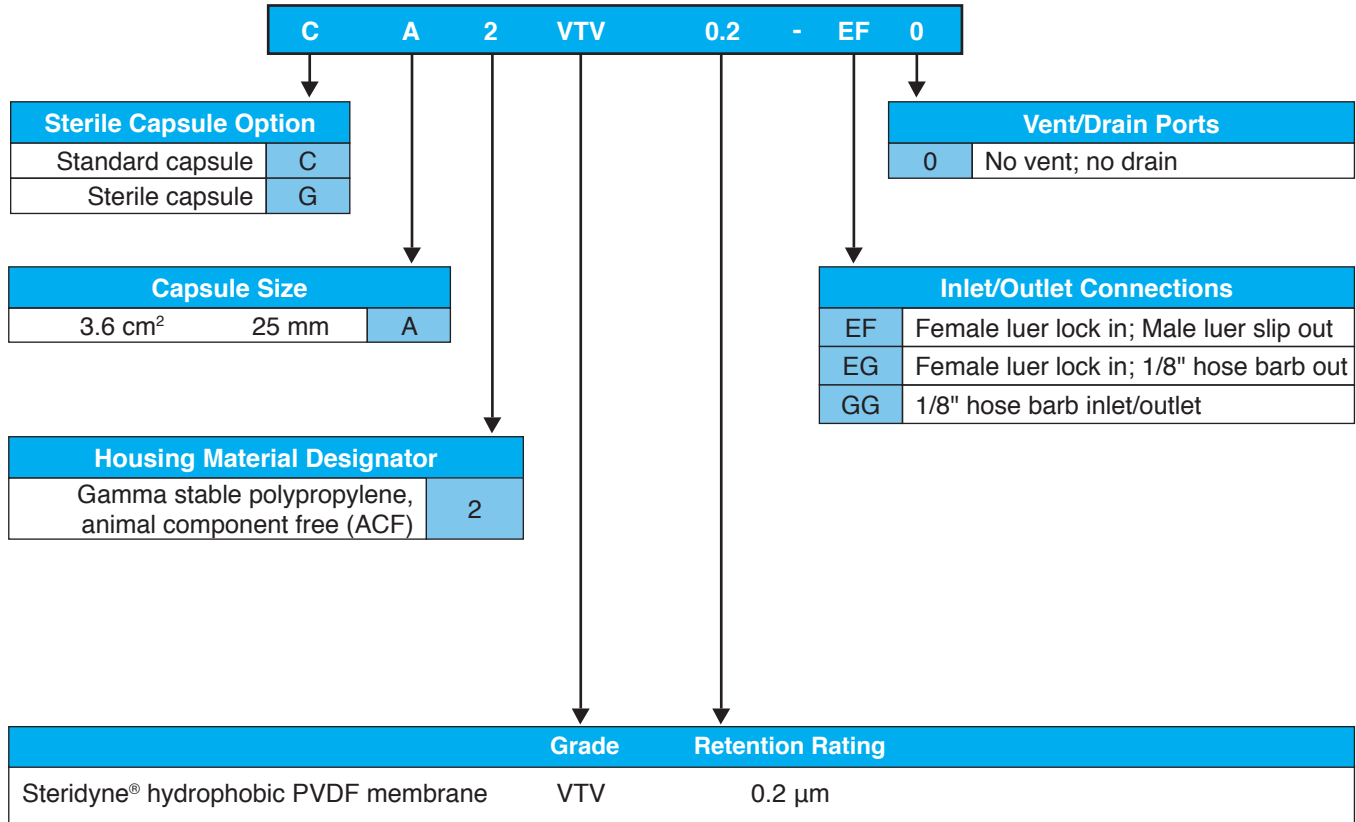 C A 2 VTV 0.2 - EF 0
Sterile Capsule Option
Standard capsule C
Sterile capsule G
Vent/Drain Ports
0 No vent; no drain
Capsule Size
3.6 cm² 25 mm A
Inlet/Outlet Connections
EF Female luer lock in; Male luer slip out
EG Female luer lock in; 1/8" hose barb out
GG 1/8" hose barb inlet/outlet
Housing Material Designator
Gamma stable polypropylene,
animal component free (ACF) 2
Grade Retention Rating
Steridyne® hydrophobic PVDF membrane VTV 0.2 µm